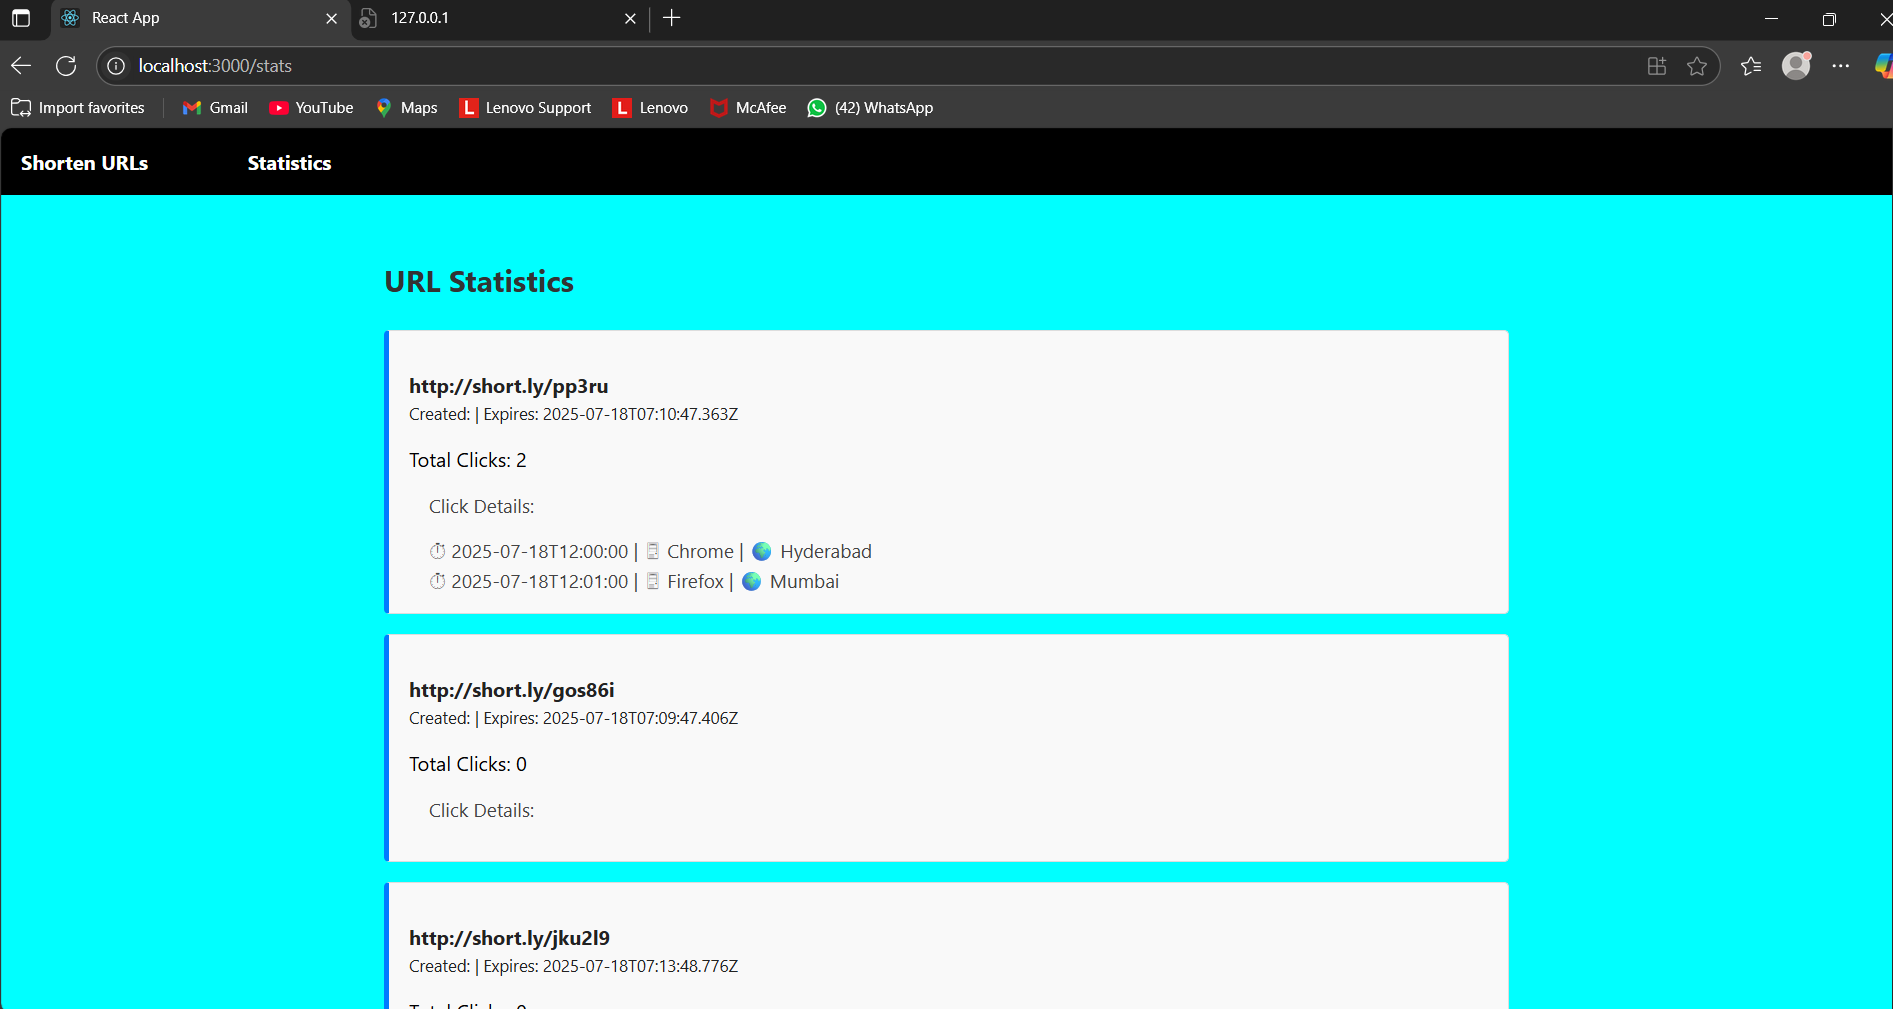 React App
127.0.0.1
localhost:3000/stats
Import favorites
Gmail
YouTube
Maps
L Lenovo Support
L Lenovo
McAfee
(42) WhatsApp
Shorten URLs
Statistics
URL Statistics
http://short.ly/pp3ru
Created: | Expires: 2025-07-18T07:10:47.363Z
Total Clicks: 2
Click Details:
⏱ 2025-07-18T12:00:00 | 🖥 Chrome | 🌍 Hyderabad
⏱ 2025-07-18T12:01:00 | 🖥 Firefox | 🌍 Mumbai
http://short.ly/gos86i
Created: | Expires: 2025-07-18T07:09:47.406Z
Total Clicks: 0
Click Details:
http://short.ly/jku2l9
Created: | Expires: 2025-07-18T07:13:48.776Z
Total Clicks: 0